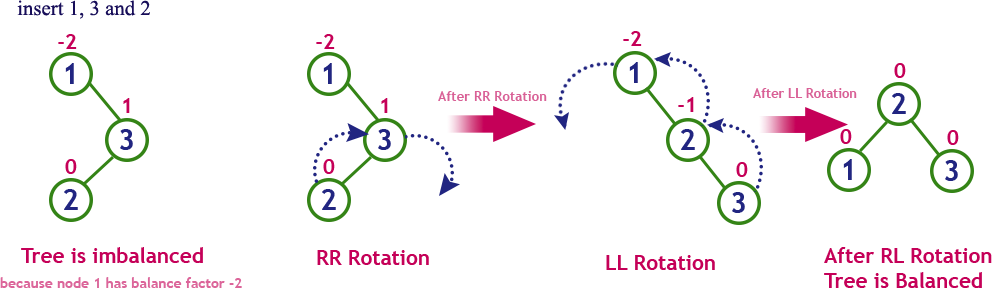 insert 1, 3 and 2
-2
1
1
3
0
2
Tree is imbalanced
because node 1 has balance factor -2
-2
1
1
3
0
2
RR Rotation
After RR Rotation
-2
1
-1
2
0
3
LL Rotation
After LL Rotation
0
2
0
1
0
3
After RL Rotation
Tree is Balanced